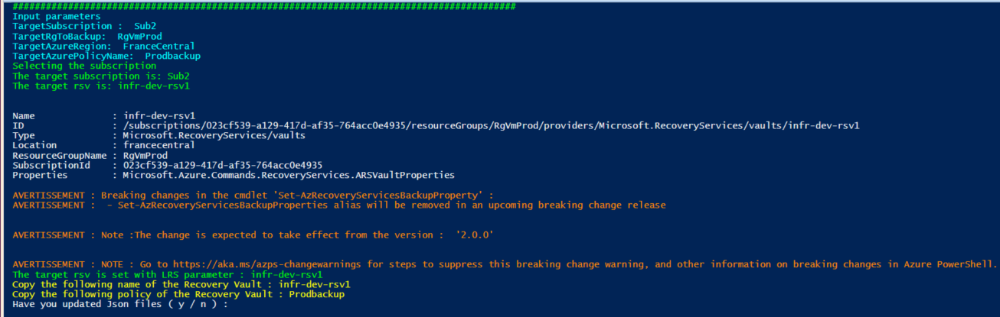 ###########################################################################################
Input parameters
TargetSubscription :  Sub2
TargetRgToBackup:  RgVmProd
TargetAzureRegion:  FranceCentral
TargetAzurePolicyName:  Prodbackup
Selecting the subscription
The target subscription is: Sub2
The target rsv is: infr-dev-rsv1
Name              : infr-dev-rsv1
ID                : /subscriptions/023cf539-a129-417d-af35-764acc0e4935/resourceGroups/RgVmProd/providers/Microsoft.RecoveryServices/vaults/infr-dev-rsv1
Type              : Microsoft.RecoveryServices/vaults
Location          : francecentral
ResourceGroupName : RgVmProd
SubscriptionId    : 023cf539-a129-417d-af35-764acc0e4935
Properties        : Microsoft.Azure.Commands.RecoveryServices.ARSVaultProperties
AVERTISSEMENT : Breaking changes in the cmdlet 'Set-AzRecoveryServicesBackupProperty' :
AVERTISSEMENT :  - Set-AzRecoveryServicesBackupProperties alias will be removed in an upcoming breaking change release
AVERTISSEMENT : Note :The change is expected to take effect from the version :  '2.0.0'
AVERTISSEMENT : NOTE : Go to https://aka.ms/azps-changewarnings for steps to suppress this breaking change warning, and other information on breaking changes in Azure PowerShell.
The target rsv is set with LRS parameter : infr-dev-rsv1
Copy the following name of the Recovery Vault : infr-dev-rsv1
Copy the following policy of the Recovery Vault : Prodbackup
Have you updated Json files ( y / n ) :